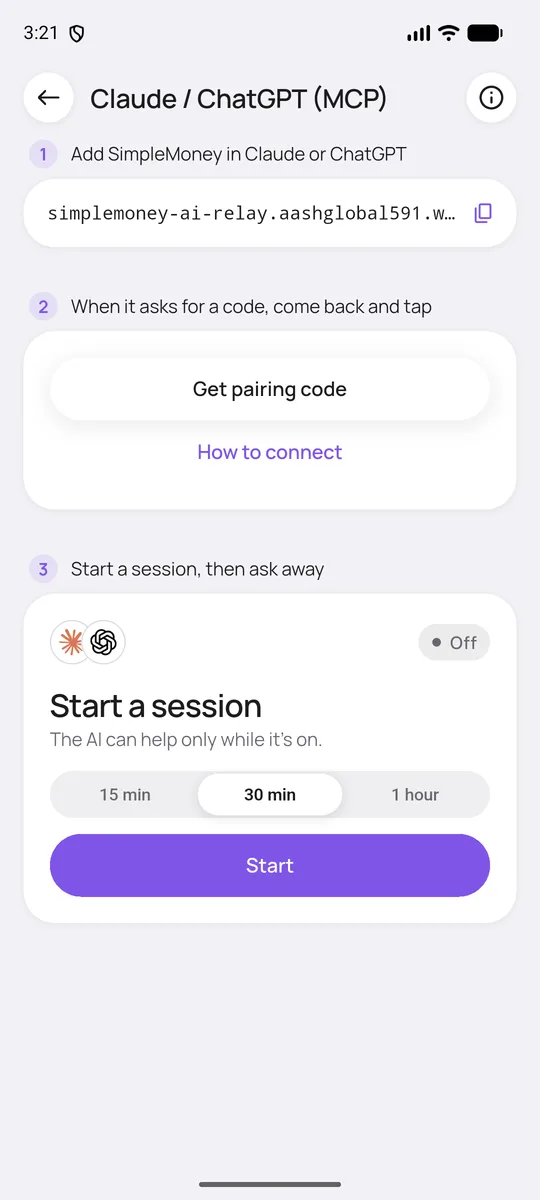 3:21
Claude / ChatGPT (MCP)
1 Add SimpleMoney in Claude or ChatGPT
simplemoney-ai-relay.aashglobal591.w…
2 When it asks for a code, come back and tap
Get pairing code
How to connect
3 Start a session, then ask away
Off
Start a session
The AI can help only while it's on.
15 min 30 min 1 hour
Start